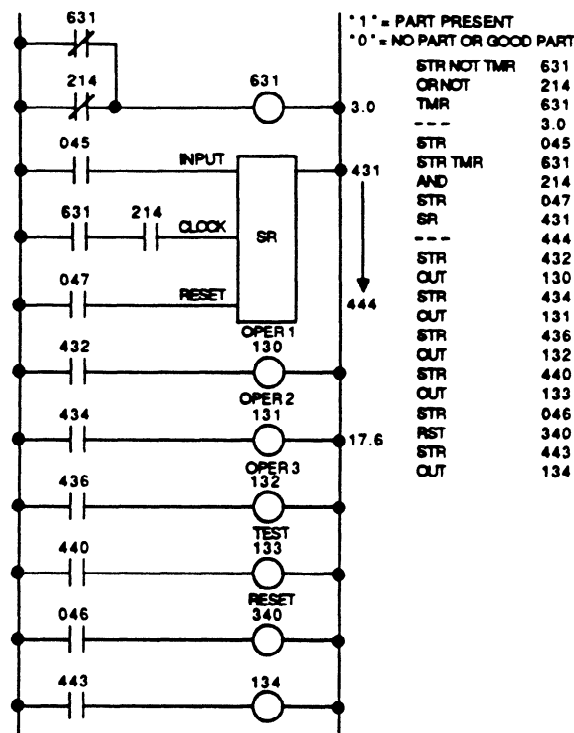 631
214
631
3.0
045
INPUT
431
631
214
CLOCK
SR
047
RESET
444
OPER 1
432
130
OPER 2
434
131
17.6
OPER 3
436
132
TEST
440
133
RESET
046
340
443
134
"1" = PART PRESENT
"0" = NO PART OR GOOD PART
STR NOT TMR 631
OR NOT 214
TMR 631
--- 3.0
STR 045
STR TMR 631
AND 214
STR 047
SR 431
--- 444
STR 432
OUT 130
STR 434
OUT 131
STR 436
OUT 132
STR 440
OUT 133
STR 046
RST 340
STR 443
OUT 134